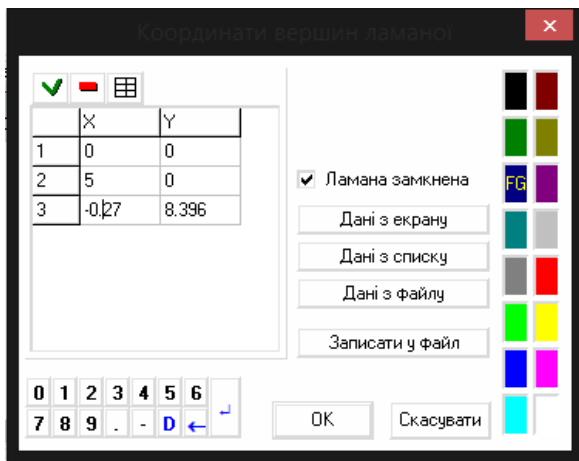 Координати вершин ламаної
X Y
1 0 0
2 5 0
3 -0.27 8.396
Ламана замкнена
FG
Дані з екрану
Дані з списку
Дані з файлу
Записати у файл
0 1 2 3 4 5 6
7 8 9 . - D ←
OK Скасувати